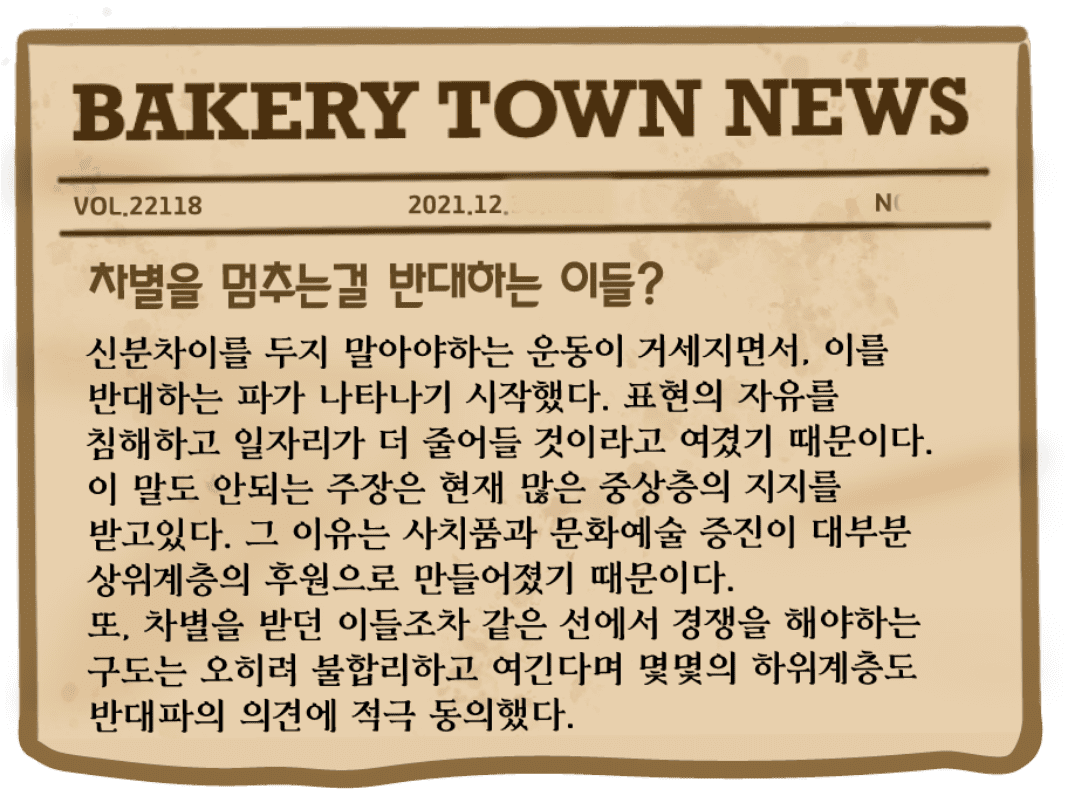 BAKERY TOWN NEWS
VOL.22118 2021.12.
차별을 멈추는걸 반대하는 이들?
신분차이를 두지 말아야하는 운동이 거세지면서, 이를
반대하는 파가 나타나기 시작했다. 표현의 자유를
침해하고 일자리가 더 줄어들 것이라고 여겼기 때문이다.
이 말도 안되는 주장은 현재 많은 중상층의 지지를
받고있다. 그 이유는 사치품과 문화예술 증진이 대부분
상위계층의 후원으로 만들어졌기 때문이다.
또, 차별을 받던 이들조차 같은 선에서 경쟁을 해야하는
구도는 오히려 불합리하고 여긴다며 몇몇의 하위계층도
반대파의 의견에 적극 동의했다.